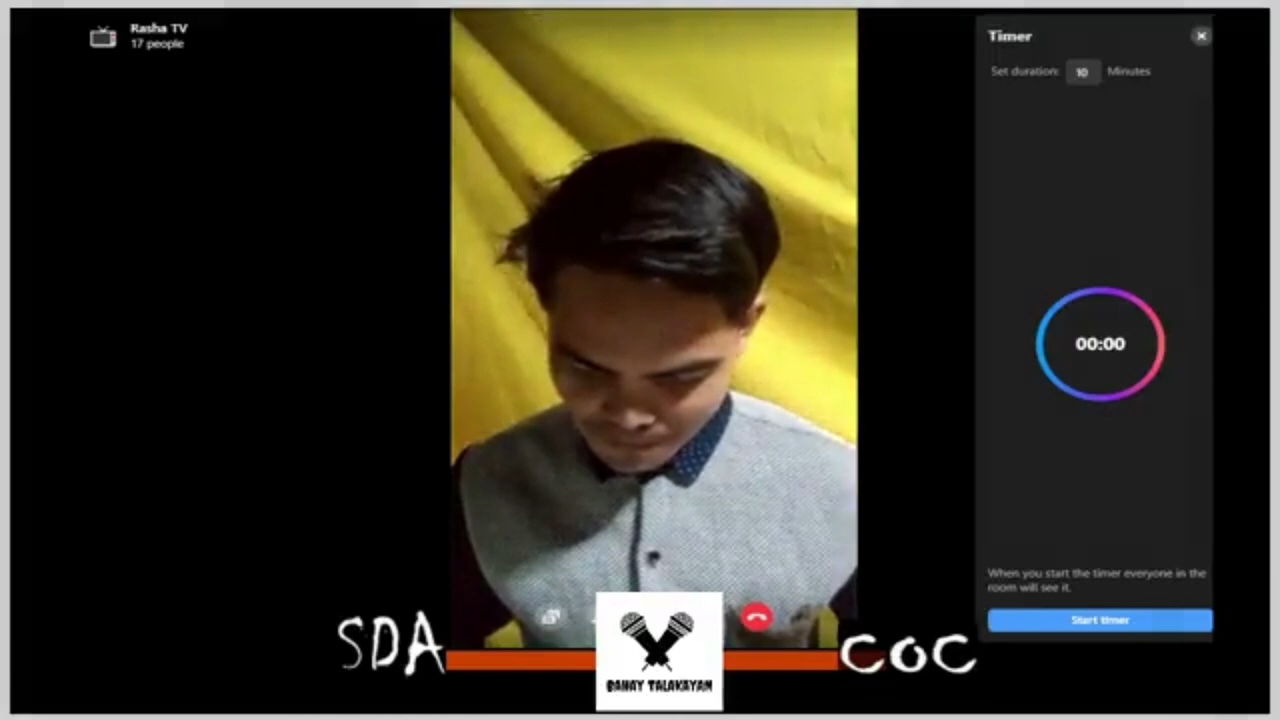 Rasha TV
17 people
Timer
Set duration: 10 Minutes
00:00
When you start the timer everyone in the
room will see it.
Start timer
SDA
COC
BAHAY TALAKAYAN